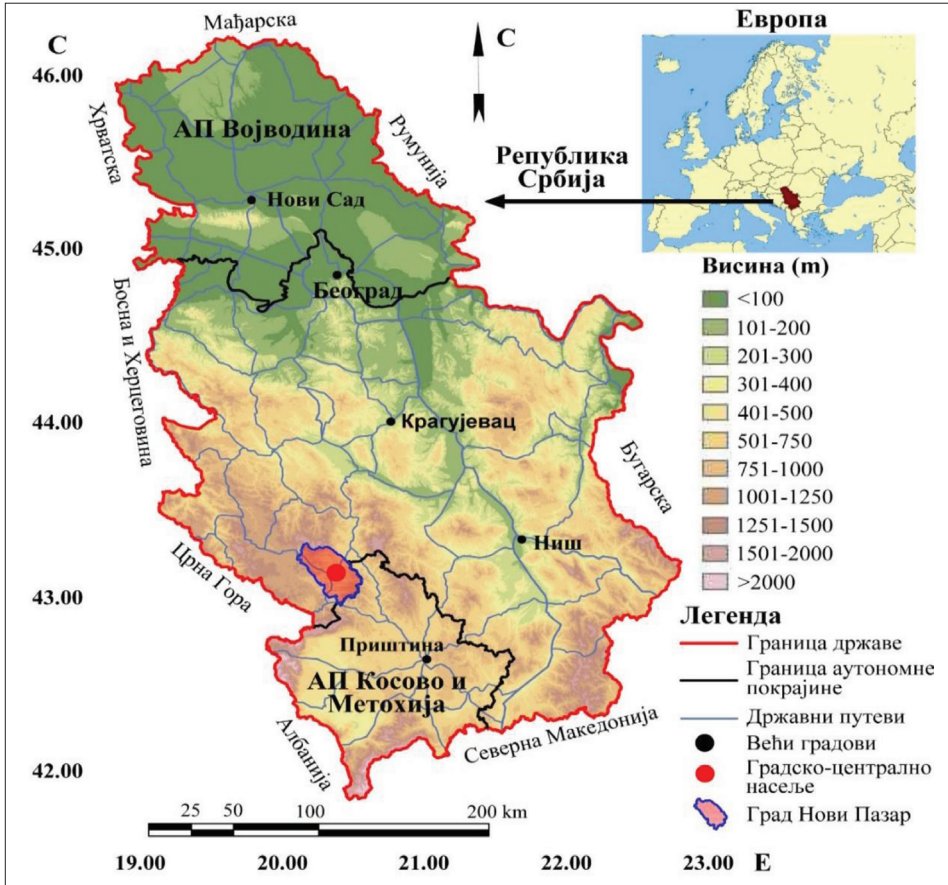 Мађарска
Европа
С
С
46.00
Хрватска
АП Војводина
Румунија
Република
Србија
Нови Сад
45.00
Висина (m)
Београд
<100
101-200
201-300
301-400
401-500
501-750
751-1000
1001-1250
1251-1500
1501-2000
>2000
Босна и Херцеговина
44.00
Крагујевац
Бугарска
Ниш
Црна Гора
43.00
Легенда
Граница државе
Граница аутономне
покрајине
Државни путеви
Већи градови
Градско-централно
насеље
Град Нови Пазар
Приштина
АП Косово и
Метохија
Албанија
Северна Македонија
42.00
25 50 100 200 km
19.00 20.00 21.00 22.00 23.00 E